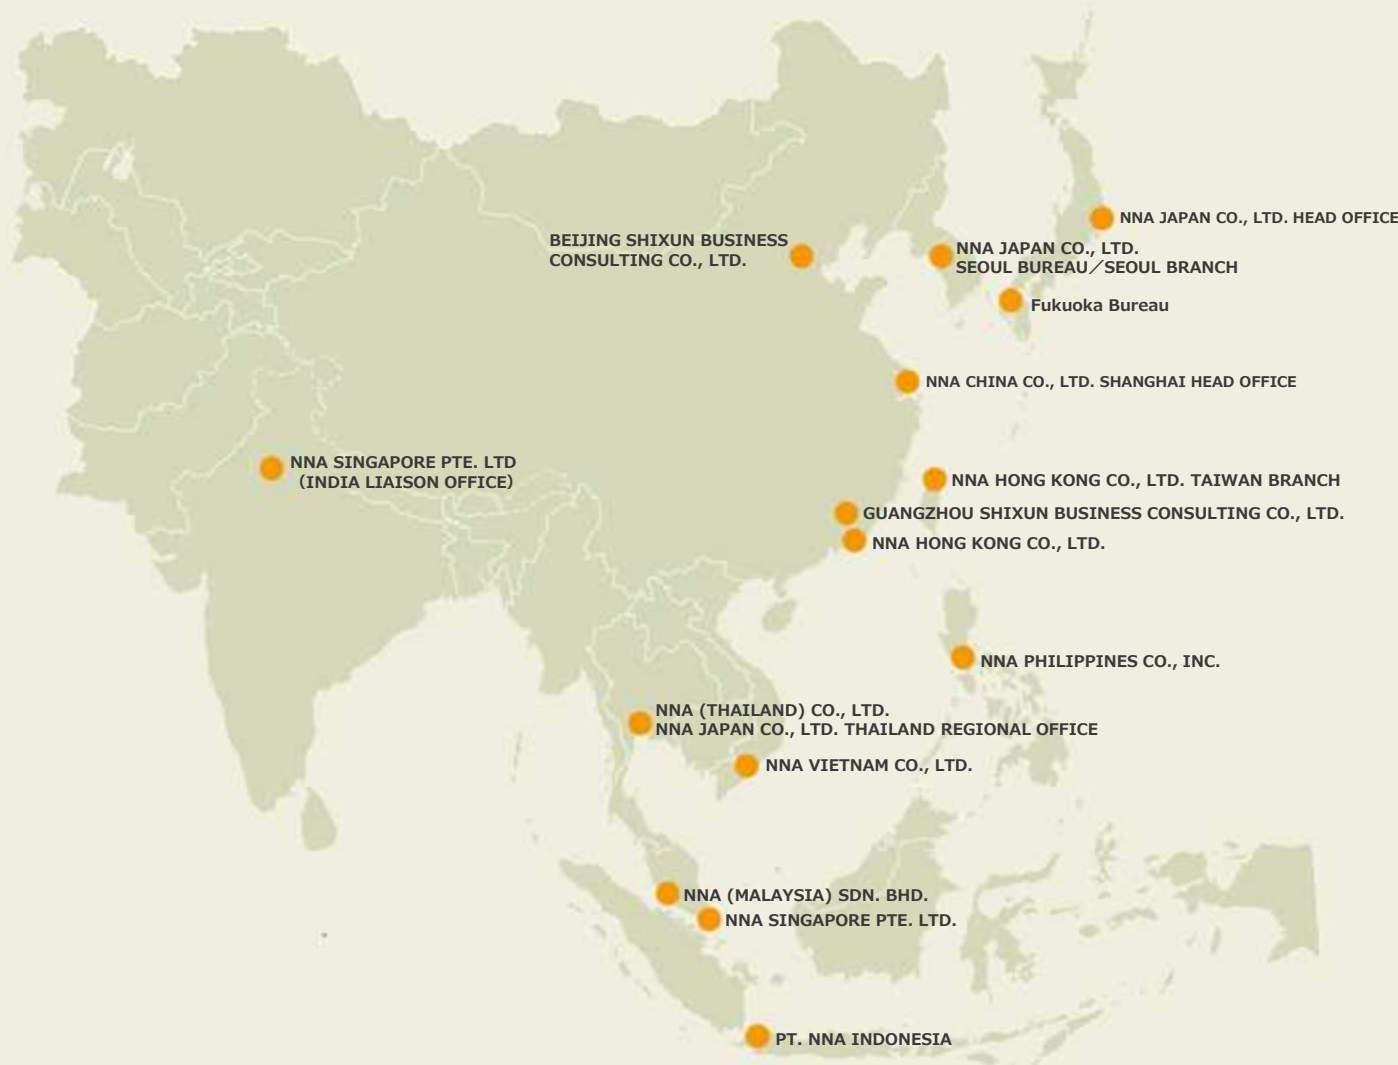 NNA JAPAN CO., LTD. HEAD OFFICE
BEIJING SHIXUN BUSINESS
CONSULTING CO., LTD.
NNA JAPAN CO., LTD.
SEOUL BUREAU／SEOUL BRANCH
Fukuoka Bureau
NNA CHINA CO., LTD. SHANGHAI HEAD OFFICE
NNA SINGAPORE PTE. LTD
（INDIA LIAISON OFFICE）
NNA HONG KONG CO., LTD. TAIWAN BRANCH
GUANGZHOU SHIXUN BUSINESS CONSULTING CO., LTD.
NNA HONG KONG CO., LTD.
NNA PHILIPPINES CO., INC.
NNA (THAILAND) CO., LTD.
NNA JAPAN CO., LTD. THAILAND REGIONAL OFFICE
NNA VIETNAM CO., LTD.
NNA (MALAYSIA) SDN. BHD.
NNA SINGAPORE PTE. LTD.
PT. NNA INDONESIA